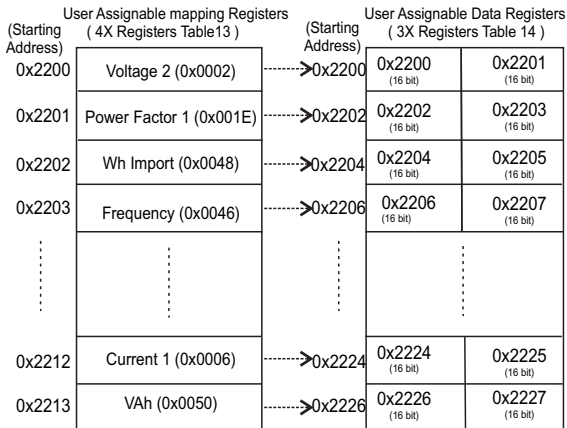 User Assignable mapping Registers
( 4X Registers Table13 )
User Assignable Data Registers
( 3X Registers Table 14 )
(Starting
Address)
(Starting
Address)
0x2200 Voltage 2 (0x0002) 0x2200 0x2200 0x2201
(16 bit) (16 bit)
0x2201 Power Factor 1 (0x001E) 0x2202 0x2202 0x2203
(16 bit) (16 bit)
0x2202 Wh Import (0x0048) 0x2204 0x2204 0x2205
(16 bit) (16 bit)
0x2203 Frequency (0x0046) 0x2206 0x2206 0x2207
(16 bit) (16 bit)
0x2212 Current 1 (0x0006) 0x2224 0x2224 0x2225
(16 bit) (16 bit)
0x2213 VAh (0x0050) 0x2226 0x2226 0x2227
(16 bit) (16 bit)